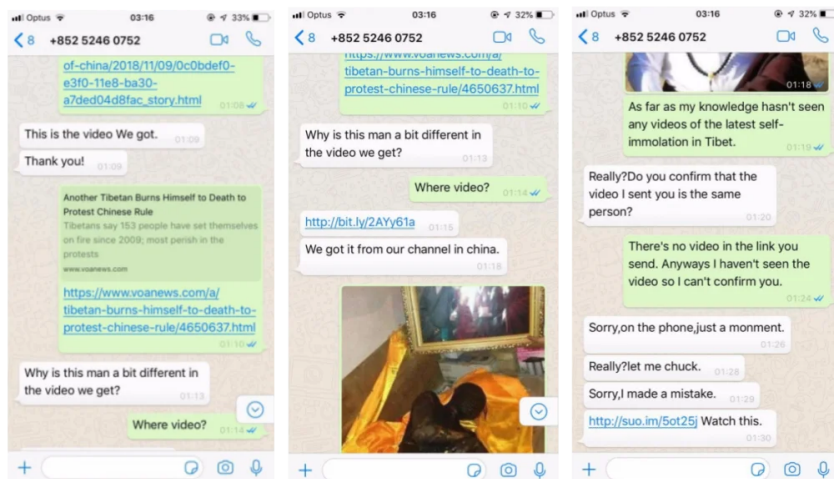 Optus
03:16
33%
8
+852 5246 0752
of-china/2018/11/09/0c0bdef0-
e3f0-11e8-ba30-
a7ded04d8fac_story.html
01:05
This is the video We got.
01:09
Thank you!
01:09
Another Tibetan Burns Himself to Death to
Protest Chinese Rule
Tibetans say 153 people have set themselves
on fire since 2009; most perish in the
protests
www.voanews.com
https://www.voanews.com/a/
tibetan-burns-himself-to-death-to-
protest-chinese-rule/4650637.html
01:10
Why is this man a bit different in
the video we get?
01:13
Where video?
01:14
Optus
03:16
32%
8
+852 5246 0752
https://www.voanews.com/a/
tibetan-burns-himself-to-death-to-
protest-chinese-rule/4650637.html
01:10
Why is this man a bit different in
the video we get?
01:13
Where video?
01:14
http://bit.ly/2AYy61a
01:15
We got it from our channel in china.
01:18
Optus
03:16
32%
8
+852 5246 0752
01:18
As far as my knowledge hasn't seen
any videos of the latest self-
immolation in Tibet.
01:19
Really?Do you confirm that the
video I sent you is the same
person?
01:20
There's no video in the link you
send. Anyways I haven't seen the
video so I can't confirm you.
01:24
Sorry,on the phone,just a monment.
01:26
Really?let me chuck.
01:28
Sorry,I made a mistake.
01:29
http://suo.im/5ot25j Watch this.
01:30